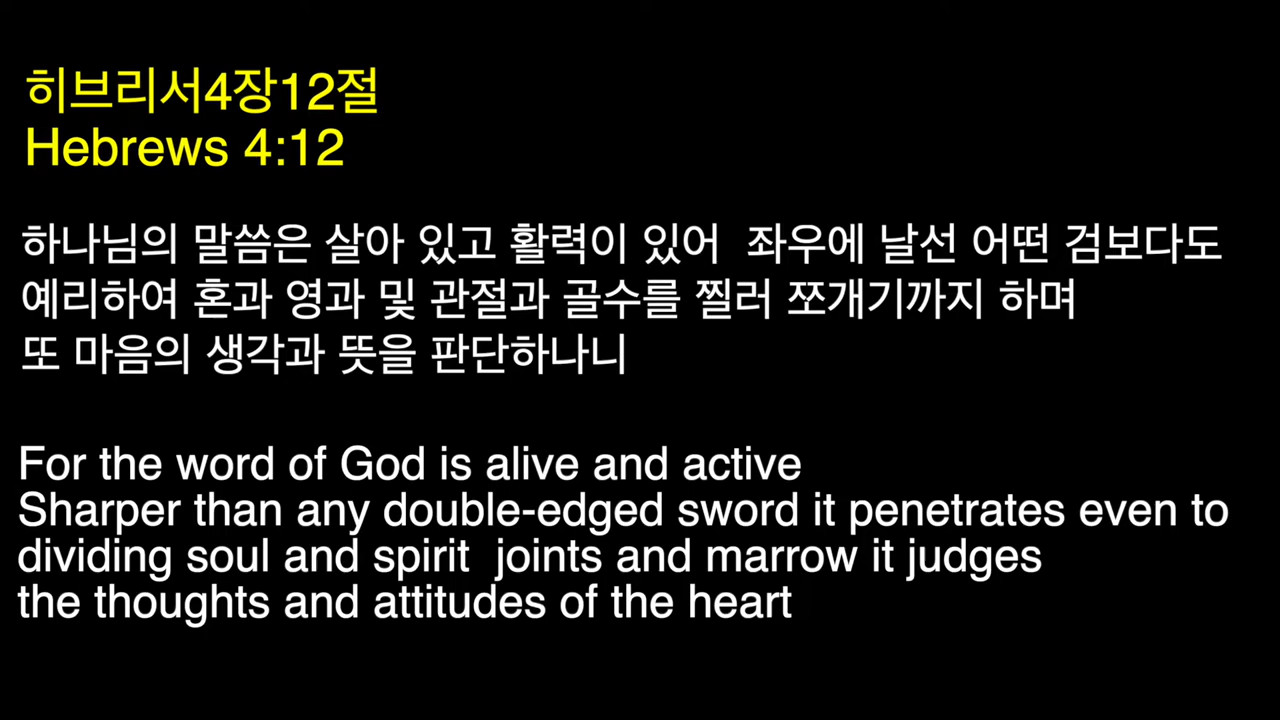 히브리서4장12절
Hebrews 4:12
하나님의 말씀은 살아 있고 활력이 있어  좌우에 날선 어떤 검보다도
예리하여 혼과 영과 및 관절과 골수를 찔러 쪼개기까지 하며
또 마음의 생각과 뜻을 판단하나니
For the word of God is alive and active
Sharper than any double-edged sword it penetrates even to
dividing soul and spirit  joints and marrow it judges
the thoughts and attitudes of the heart